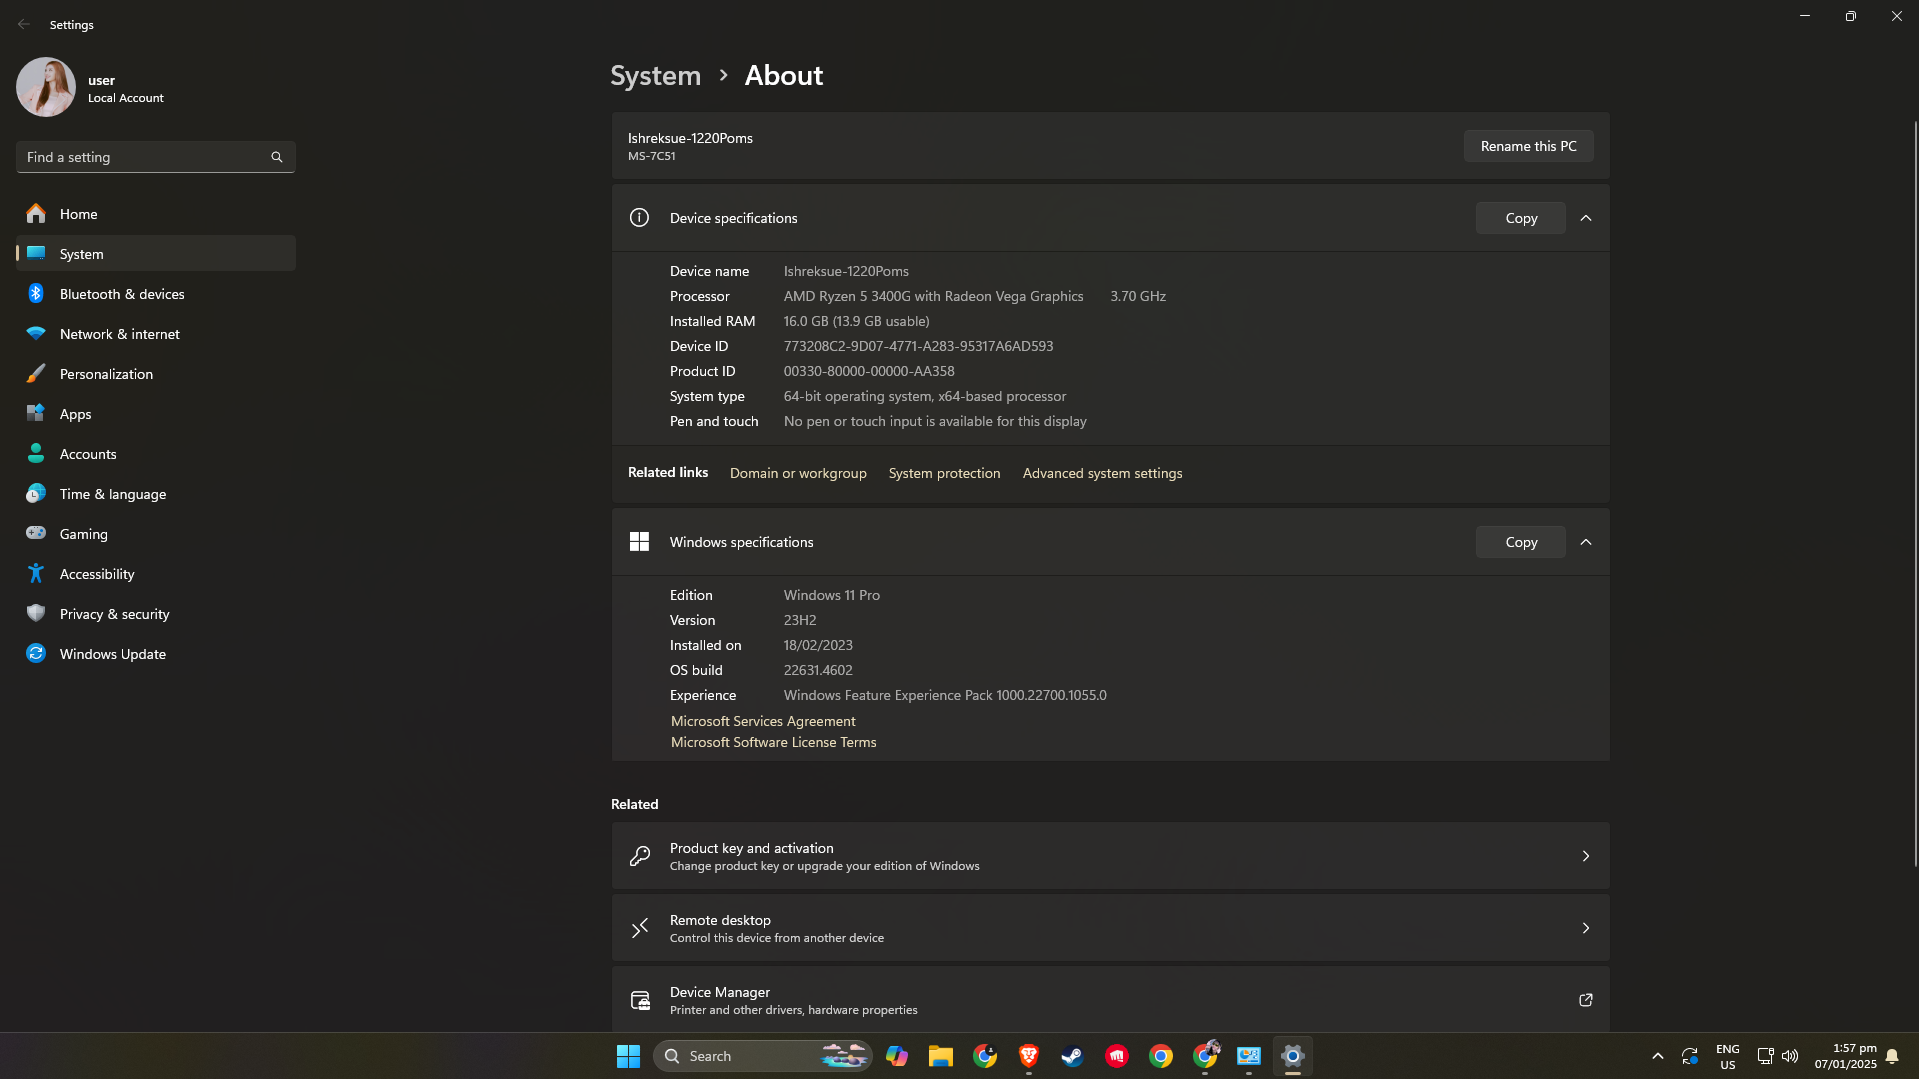 Settings
user
Local Account
Find a setting
Home
System
Bluetooth & devices
Network & internet
Personalization
Apps
Accounts
Time & language
Gaming
Accessibility
Privacy & security
Windows Update
System > About
Ishreksue-1220Poms
MS-7C51
Rename this PC
Device specifications
Copy
Device name Ishreksue-1220Poms
Processor AMD Ryzen 5 3400G with Radeon Vega Graphics 3.70 GHz
Installed RAM 16.0 GB (13.9 GB usable)
Device ID 773208C2-9D07-4771-A283-95317A6AD593
Product ID 00330-80000-00000-AA358
System type 64-bit operating system, x64-based processor
Pen and touch No pen or touch input is available for this display
Related links Domain or workgroup System protection Advanced system settings
Windows specifications
Copy
Edition Windows 11 Pro
Version 23H2
Installed on 18/02/2023
OS build 22631.4602
Experience Windows Feature Experience Pack 1000.22700.1055.0
Microsoft Services Agreement
Microsoft Software License Terms
Related
Product key and activation
Change product key or upgrade your edition of Windows
Remote desktop
Control this device from another device
Device Manager
Printer and other drivers, hardware properties
Search
ENG
US
1:57 pm
07/01/2025